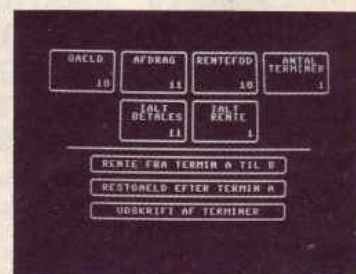 GAELD
10
AFDRAG
11
RENTEFOD
10
ANTAL
TERMINER
1
IALT
BETALES
11
IALT
RENTE
1
RENTE FRA TERMIN A TIL B
RESTGAELD EFTER TERMIN A
UDSKRIFT AF TERMINER